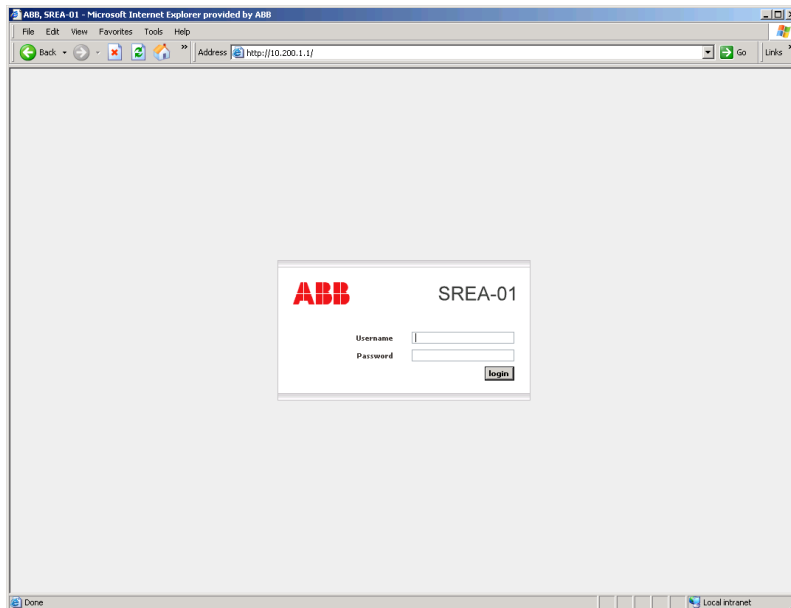 ABB, SREA-01 - Microsoft Internet Explorer provided by ABB
File Edit View Favorites Tools Help
Back Address http://10.200.1.1/ Go Links
ABB SREA-01
Username
Password
login
Done Local intranet